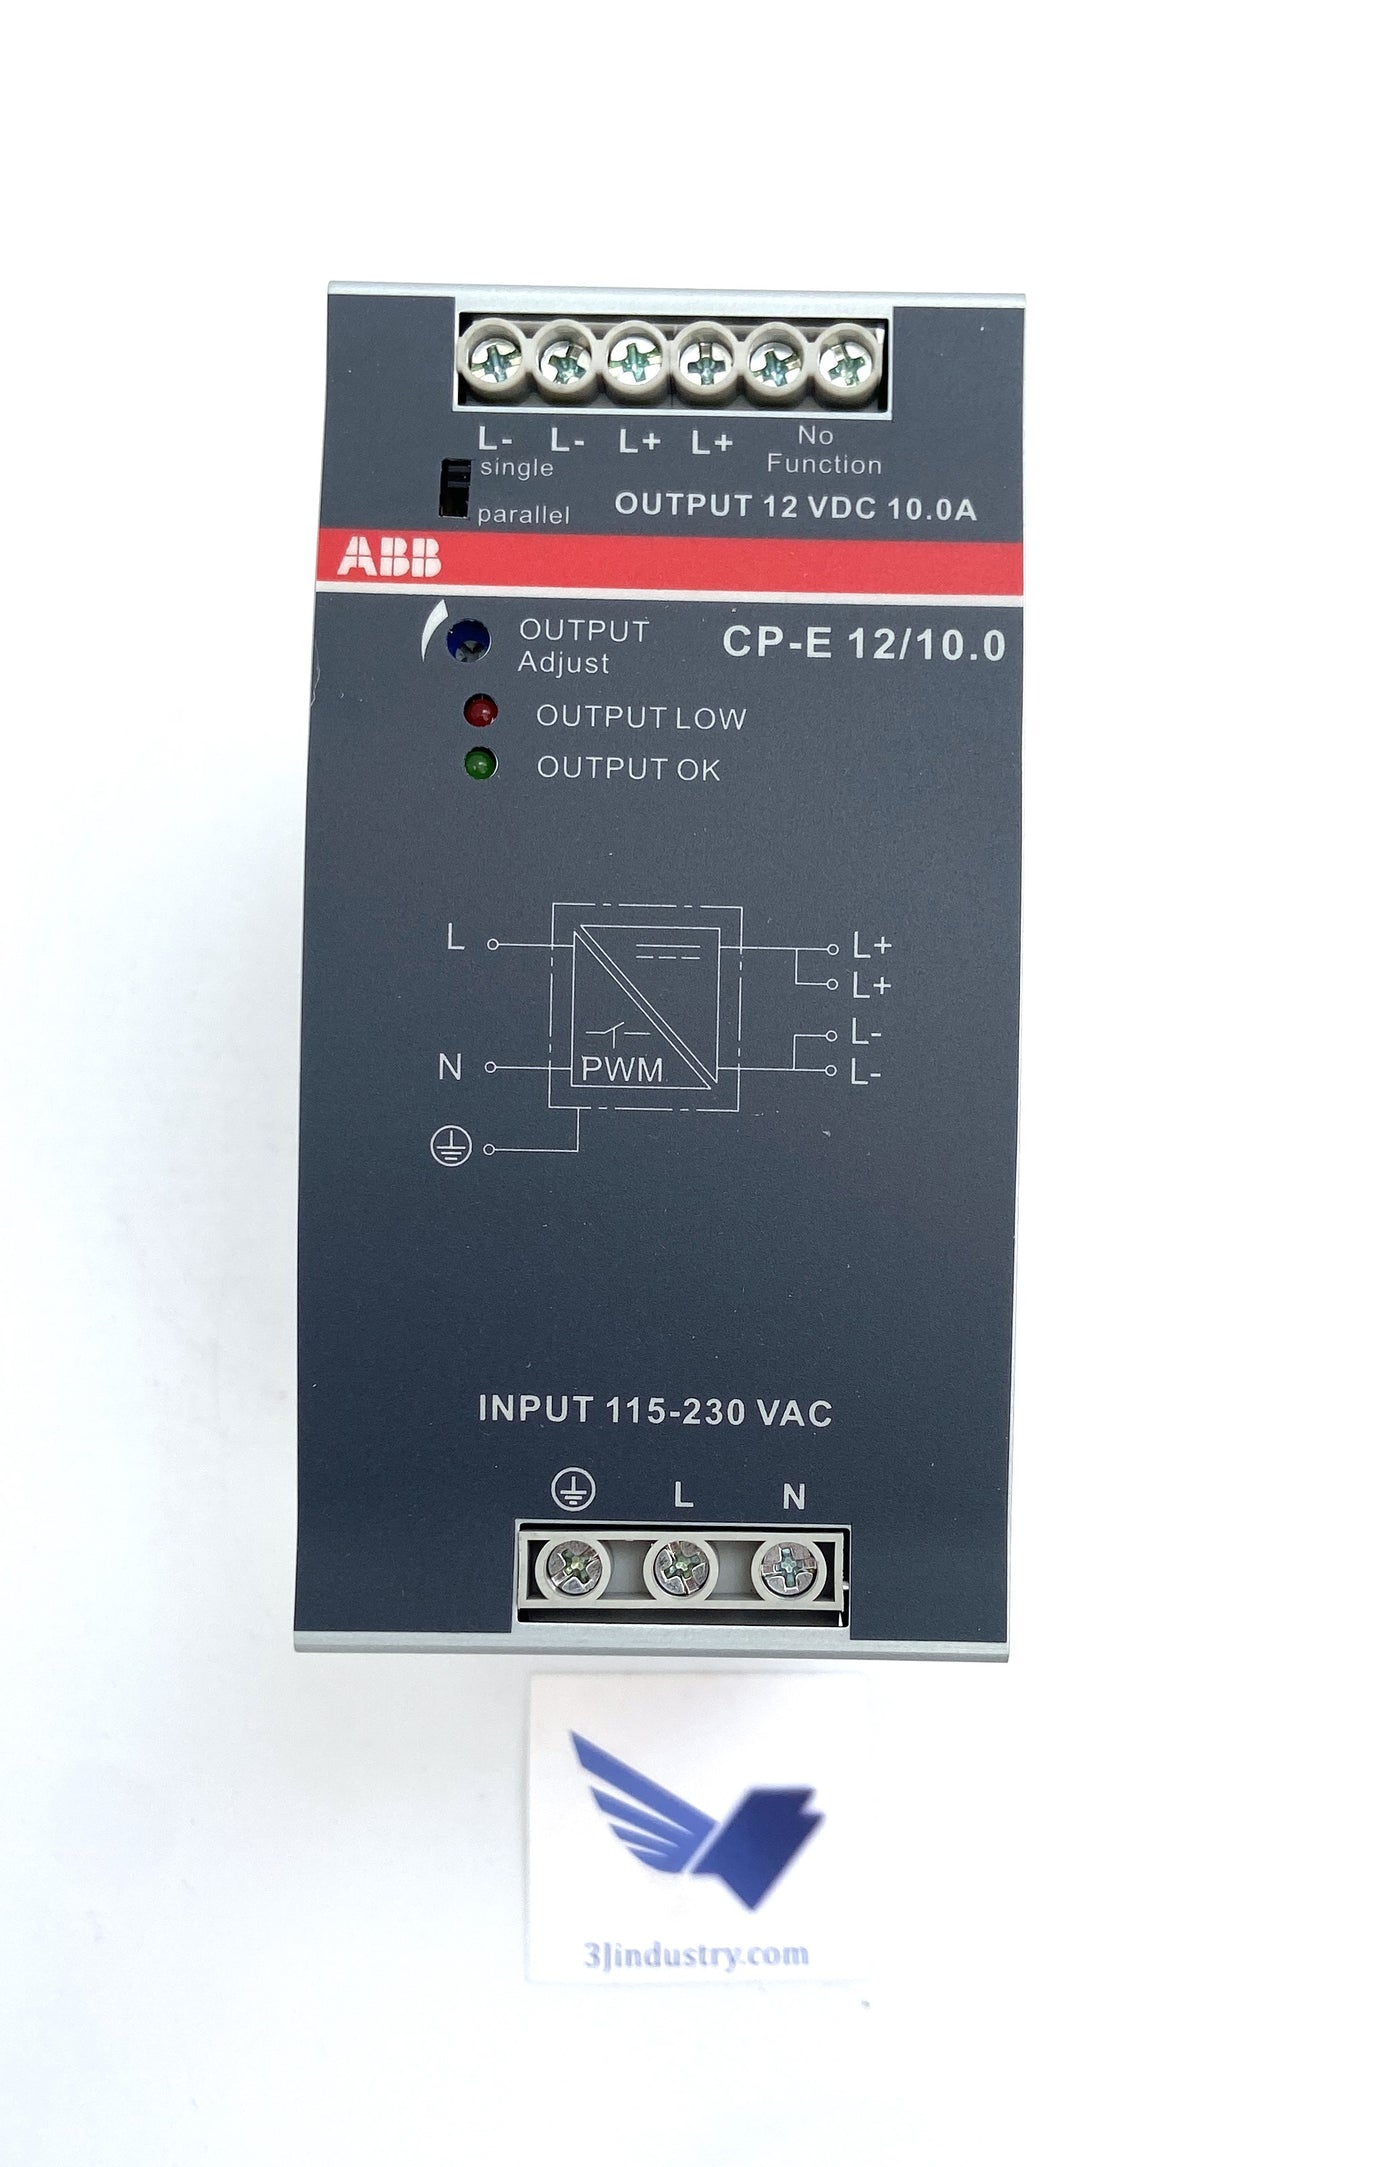 L- L- L+ L+ No
Function
single
parallel
OUTPUT 12 VDC 10.0A
ABB
OUTPUT
Adjust
CP-E 12/10.0
OUTPUT LOW
OUTPUT OK
L
L+
L+
L-
N
PWM
L-
INPUT 115-230 VAC
L N
3Jindustry.com